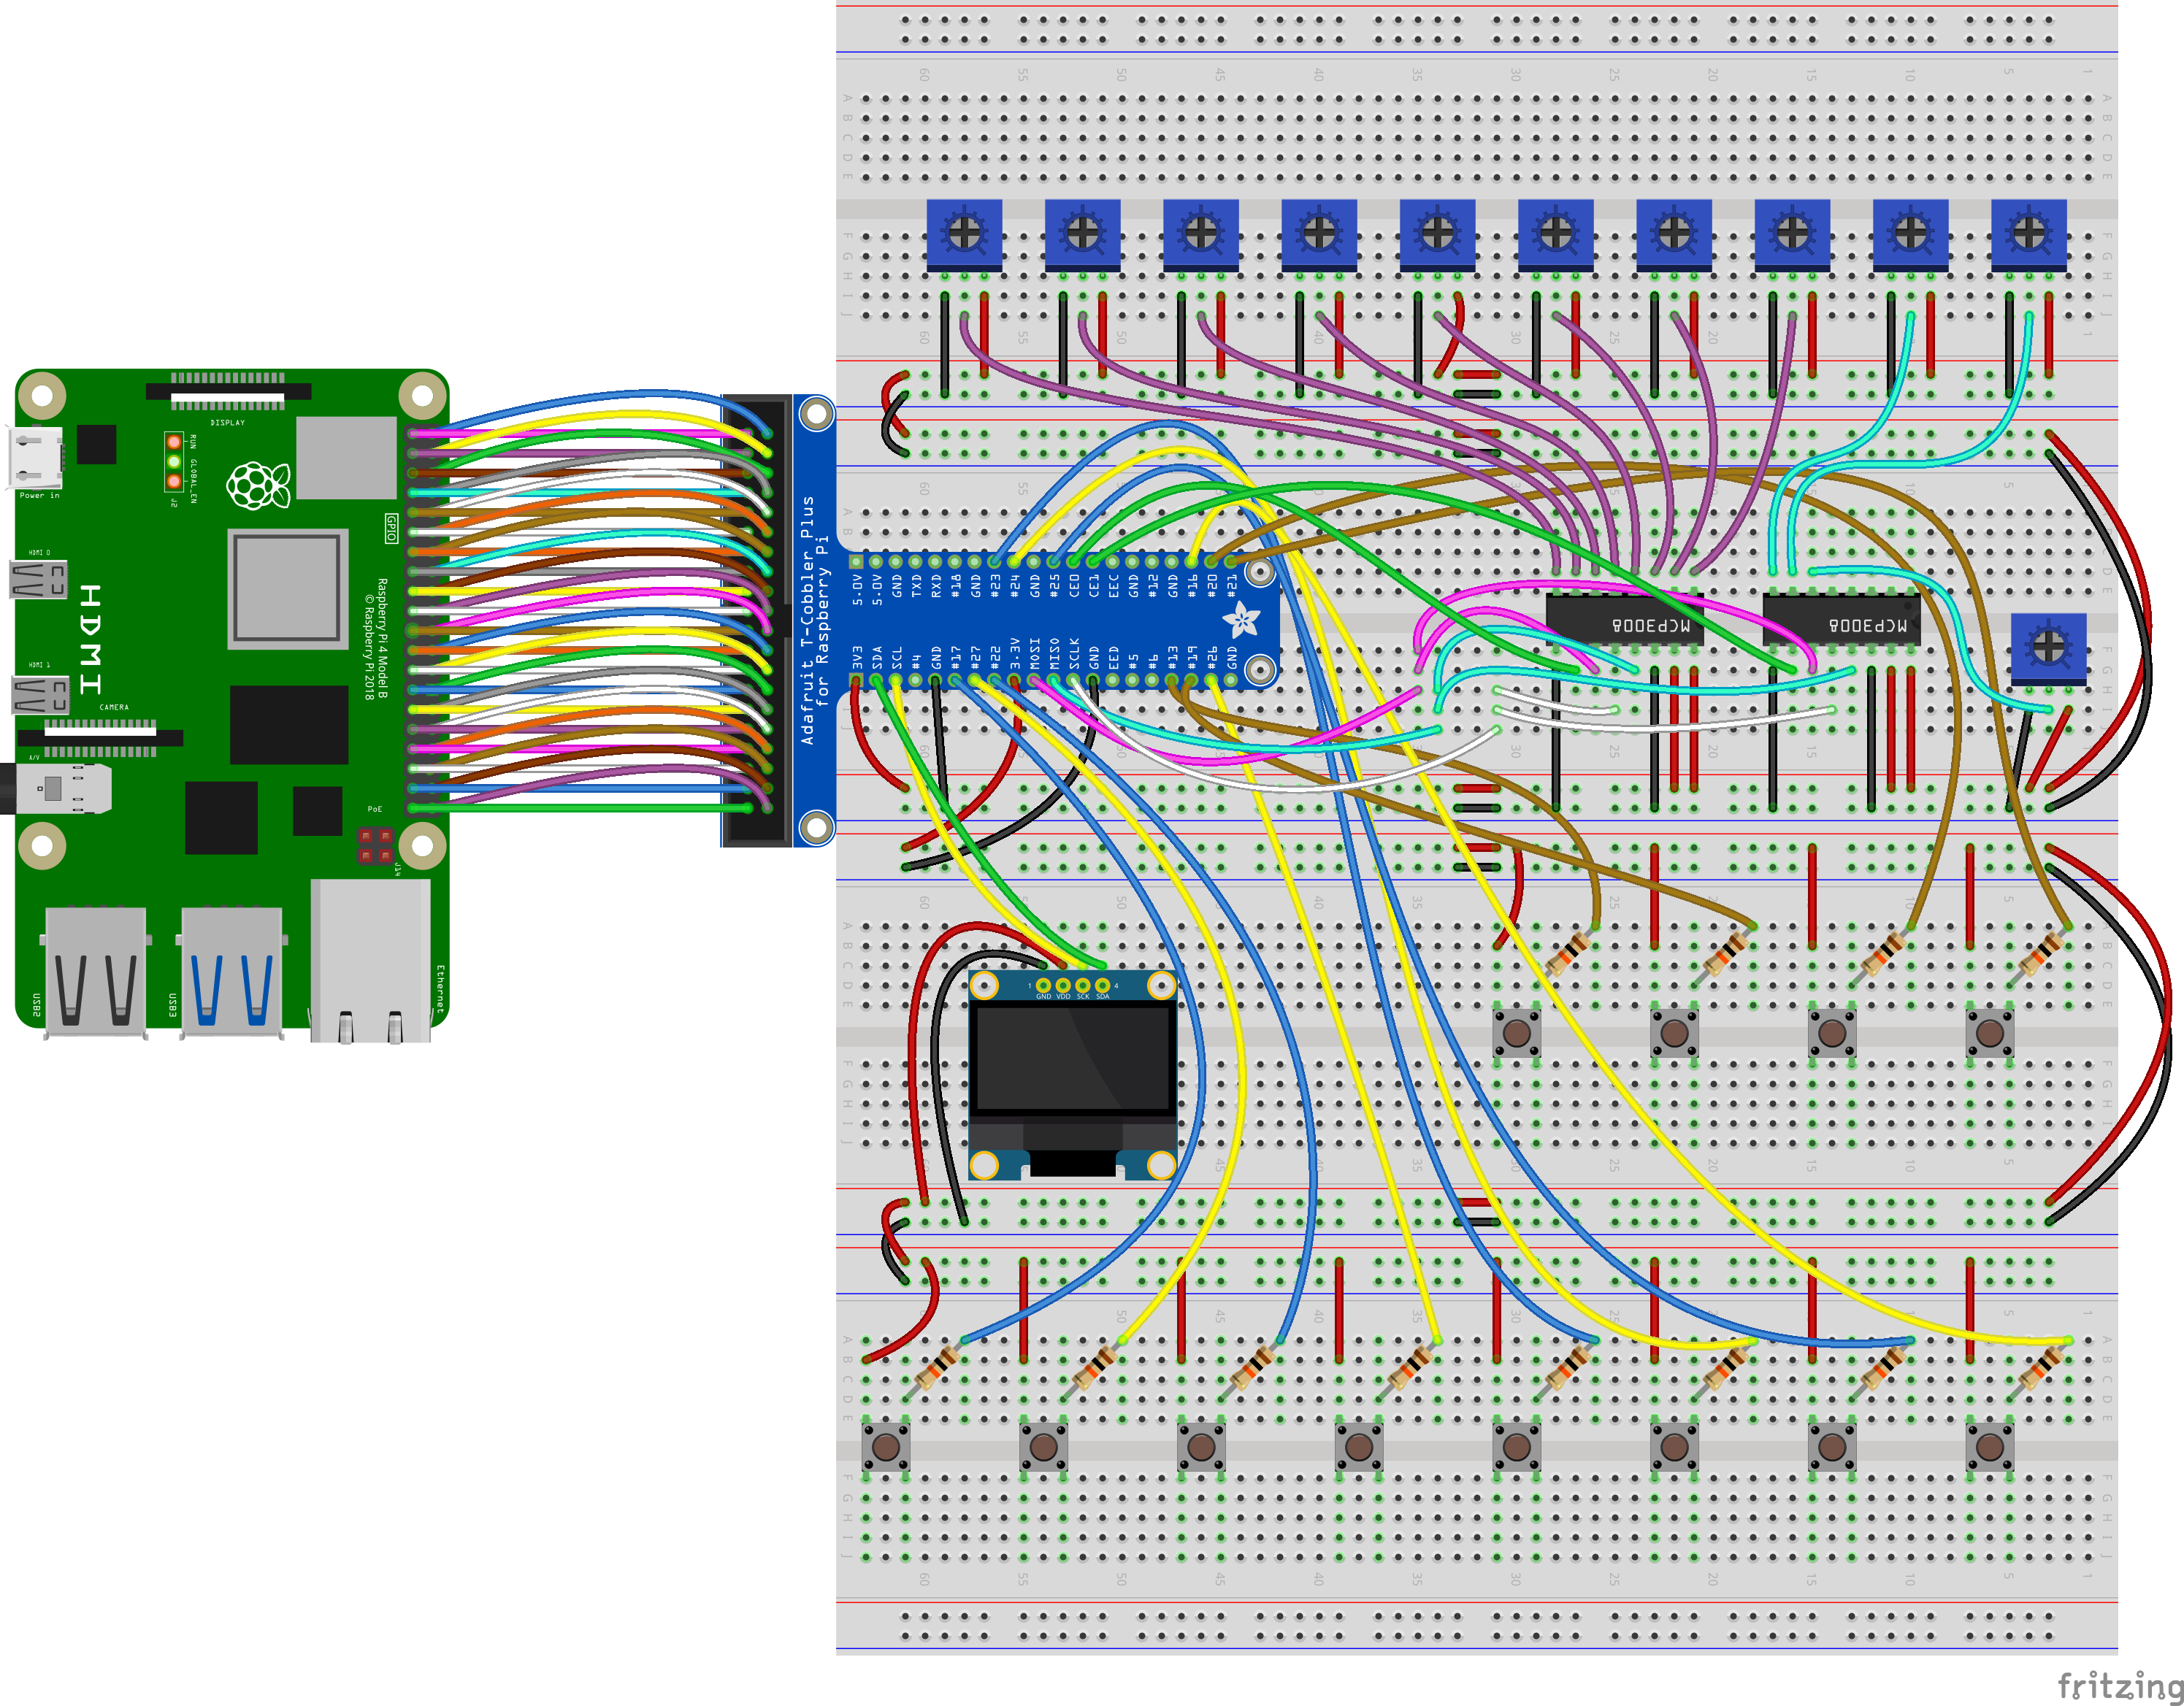 DISPLAY
RUN
GLOBAL_EN
J2
Power in
GPIO
HDMI 0
HDMI
Raspberry Pi 4 Model B
© Raspberry Pi 2018
HDMI 1
CAMERA
A/V
PoE
J14
USB2
USB3
Ethernet
Adafruit T-Cobbler Plus
for Raspberry Pi
5.0V
5.0V
GND
TXD
RXD
#18
GND
#23
#24
GND
#25
CE0
CE1
EEC
GND
#12
GND
#16
#20
#21
3V3
SDA
SCL
#4
GND
#17
#27
#22
3.3V
MOSI
MISO
SCLK
GND
EED
#5
#6
#13
#19
#26
GND
MCP3008
MCP3008
1
4
GND VDD SCK SDA
60 55 50 45 40 35 30 25 20 15 10 5 1
A
B
C
D
E
F
G
H
I
J
fritzing